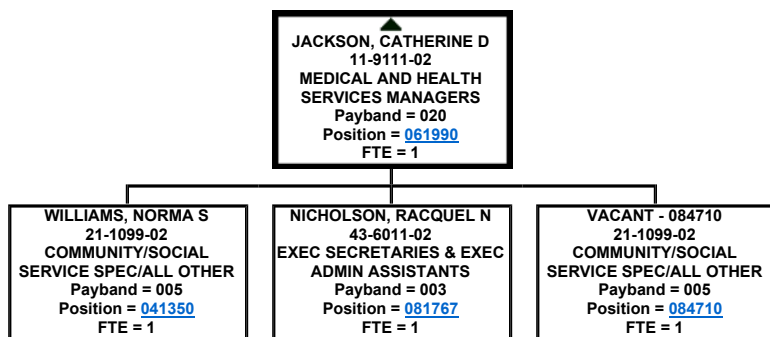 JACKSON, CATHERINE D
11-9111-02
MEDICAL AND HEALTH
SERVICES MANAGERS
Payband = 020
Position = 061990
FTE = 1
WILLIAMS, NORMA S
21-1099-02
COMMUNITY/SOCIAL
SERVICE SPEC/ALL OTHER
Payband = 005
Position = 041350
FTE = 1
NICHOLSON, RACQUEL N
43-6011-02
EXEC SECRETARIES & EXEC
ADMIN ASSISTANTS
Payband = 003
Position = 081767
FTE = 1
VACANT - 084710
21-1099-02
COMMUNITY/SOCIAL
SERVICE SPEC/ALL OTHER
Payband = 005
Position = 084710
FTE = 1